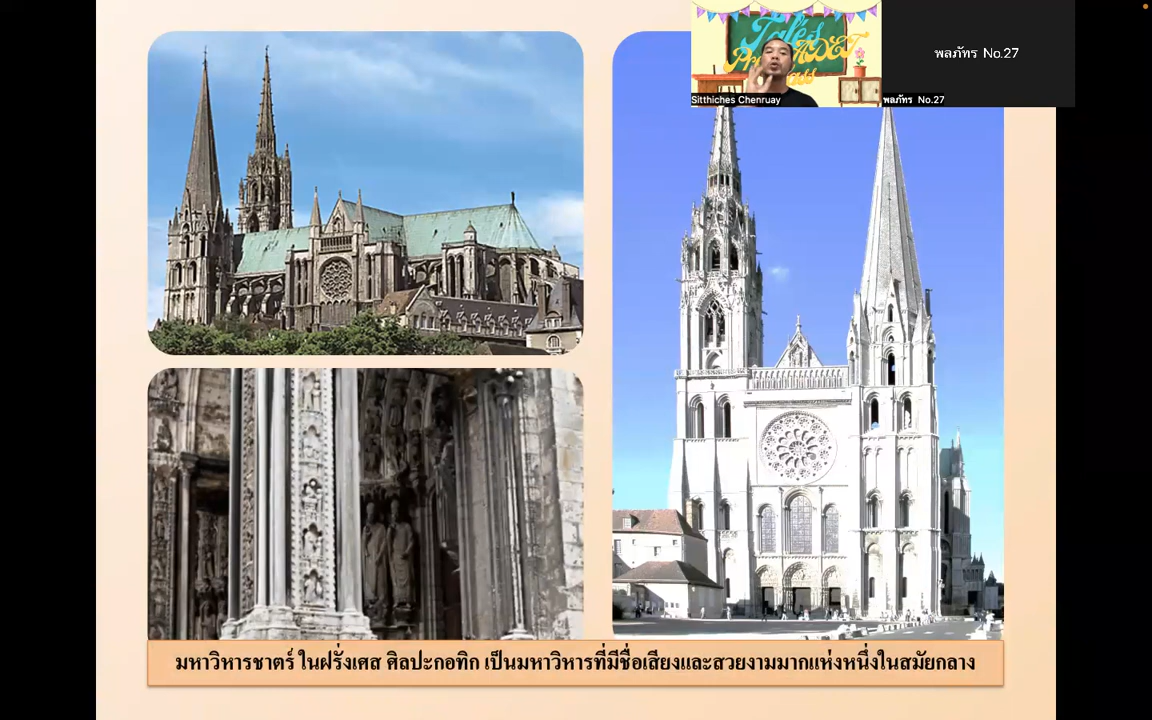 Tales
พลภัทร No.27
Sitthiches Chenruay
พลภัทร No.27
มหาวิหารชาตร์ ในฝรั่งเศส ศิลปะกอทิก เป็นมหาวิหารที่มีชื่อเสียงและสวยงามมากแห่งหนึ่งในสมัยกลาง